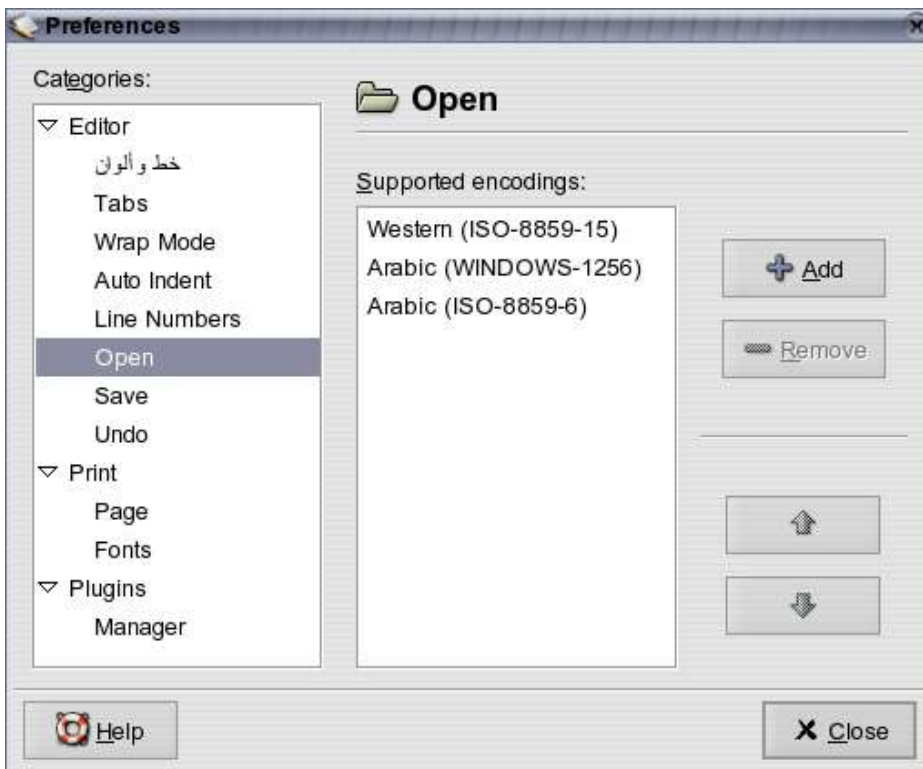 Preferences
Categories:
Editor
خط وألوان
Tabs
Wrap Mode
Auto Indent
Line Numbers
Open
Save
Undo
Print
Page
Fonts
Plugins
Manager
Open
Supported encodings:
Western (ISO-8859-15)
Arabic (WINDOWS-1256)
Arabic (ISO-8859-6)
Add
Remove
Help
Close